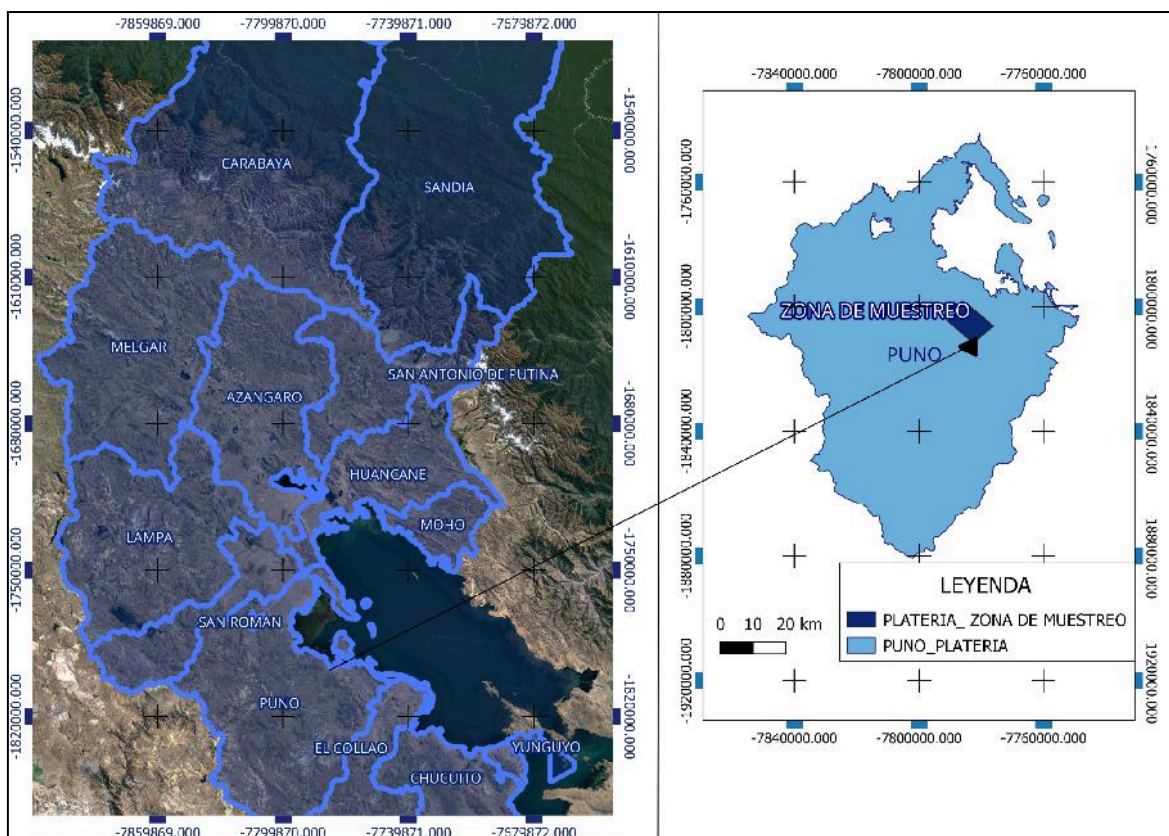 -7859869.000 -7799870.000 -7739871.000 -7679872.000
-1540000.000
-1610000.000
-1680000.000
-1750000.000
-1820000.000
CARABAYA
SANDIA
MELGAR
SAN ANTONIO DE PUTINA
AZANGARO
HUANCANE
MOHO
LAMPA
SAN ROMAN
PUNO
EL COLLAO
YUNGUYO
CHUCUITO
-1540000.000
-1610000.000
-1680000.000
-1750000.000
-1820000.000
-7859869.000 -7799870.000 -7739871.000 -7679872.000
-7840000.000 -7800000.000 -7750000.000
-1760000.000
-1800000.000
-1840000.000
-1880000.000
-1920000.000
ZONA DE MUESTREO
PUNO
LEYENDA
PLATERIA_ ZONA DE MUESTREO
PUNO_PLATERIA
0 10 20 km
-1760000.000
-1800000.000
-1843000.000
-1888000.000
-1920000.000
-7840000.000 -7800000.000 -7750000.000